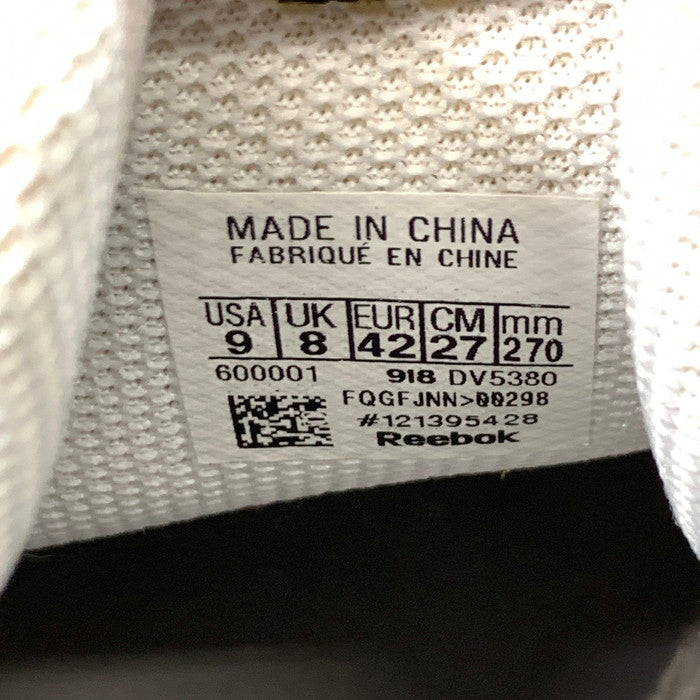 MADE IN CHINA
FABRIQUÉ EN CHINE
USA UK EUR CM mm
9 8 42 27 270
600001 918 DV5380
FQGFJNN>00298
#121395428
Reebok